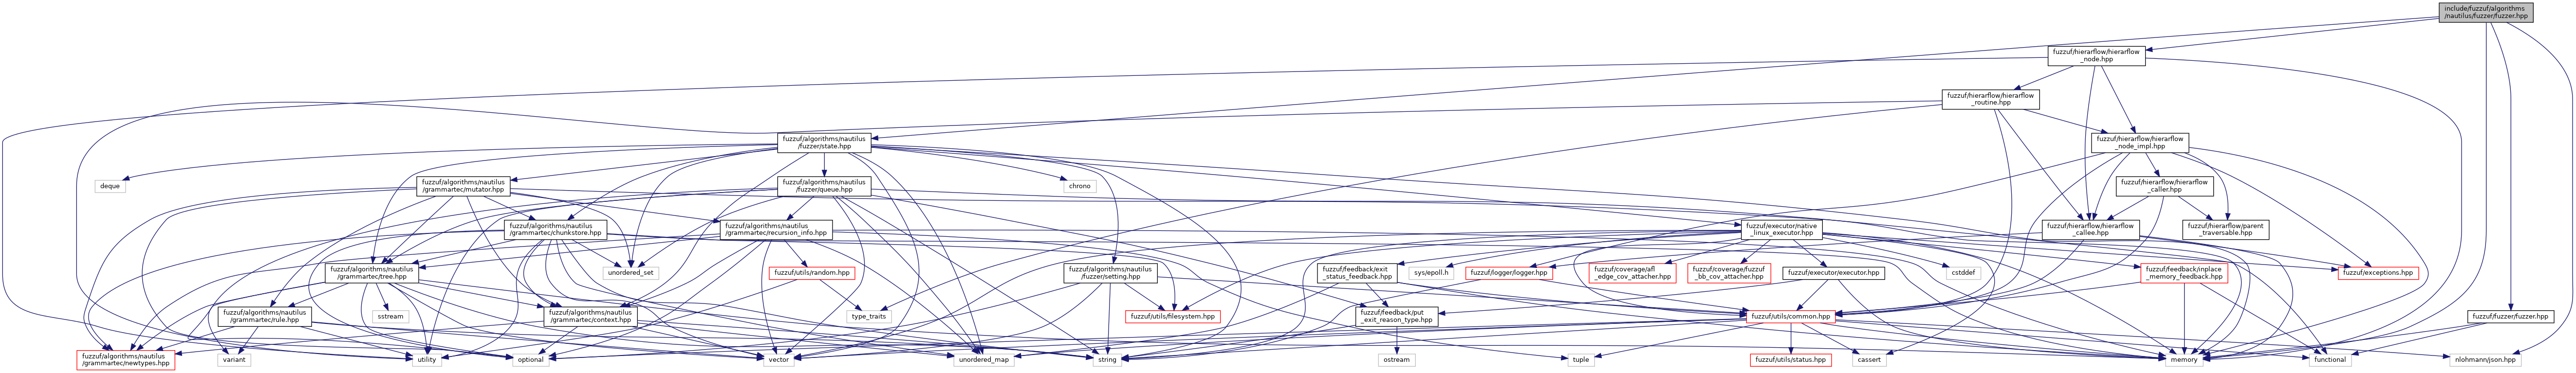 include/fuzzuf/algorithms
/nautilus/fuzzer/fuzzer.hpp
fuzzuf/hierarflow/hierarflow
_node.hpp
fuzzuf/hierarflow/hierarflow
_routine.hpp
fuzzuf/algorithms/nautilus
/fuzzer/state.hpp
fuzzuf/hierarflow/hierarflow
_node_impl.hpp
deque
fuzzuf/algorithms/nautilus
/grammartec/mutator.hpp
fuzzuf/algorithms/nautilus
/fuzzer/queue.hpp
chrono
fuzzuf/hierarflow/hierarflow
_caller.hpp
fuzzuf/algorithms/nautilus
/grammartec/chunkstore.hpp
fuzzuf/algorithms/nautilus
/grammartec/recursion_info.hpp
fuzzuf/executor/native
_linux_executor.hpp
fuzzuf/hierarflow/hierarflow
_callee.hpp
fuzzuf/hierarflow/parent
_traversable.hpp
fuzzuf/algorithms/nautilus
/grammartec/tree.hpp
unordered_set
fuzzuf/utils/random.hpp
fuzzuf/algorithms/nautilus
/fuzzer/setting.hpp
fuzzuf/feedback/exit
_status_feedback.hpp
sys/epoll.h
fuzzuf/logger/logger.hpp
fuzzuf/coverage/afl
_edge_cov_attacher.hpp
fuzzuf/coverage/fuzzuf
_bb_cov_attacher.hpp
fuzzuf/executor/executor.hpp
cstddef
fuzzuf/feedback/inplace
_memory_feedback.hpp
fuzzuf/exceptions.hpp
fuzzuf/algorithms/nautilus
/grammartec/rule.hpp
sstream
fuzzuf/algorithms/nautilus
/grammartec/context.hpp
type_traits
fuzzuf/utils/filesystem.hpp
fuzzuf/feedback/put
_exit_reason_type.hpp
fuzzuf/utils/common.hpp
fuzzuf/fuzzer/fuzzer.hpp
fuzzuf/algorithms/nautilus
/grammartec/newtypes.hpp
variant
utility
optional
vector
unordered_map
string
ostream
tuple
fuzzuf/utils/status.hpp
cassert
memory
functional
nlohmann/json.hpp